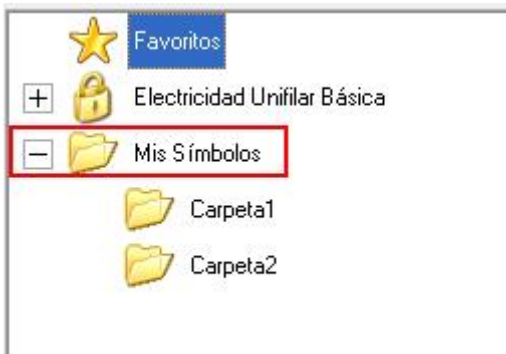 Favoritos
Electricidad Unifilar Básica
Mis Símbolos
Carpeta1
Carpeta2